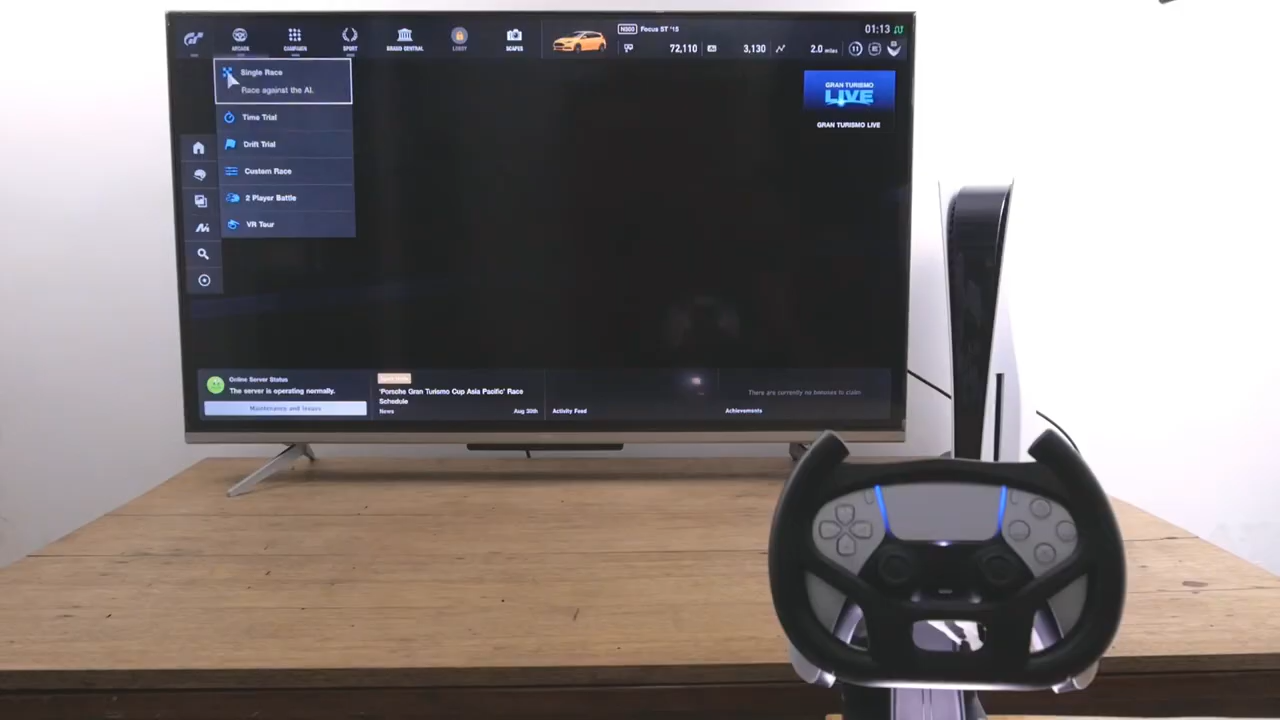 ARCADE
CAMPAIGN
SPORT
BRAND CENTRAL
LOBBY
SCAPES
N300 Focus ST '15
72,110
3,130
2.0 miles
01:13
Single Race
Race against the AI.
Time Trial
Drift Trial
Custom Race
2 Player Battle
VR Tour
GRAN TURISMO
LIVE
GRAN TURISMO LIVE
Online Server Status
The server is operating normally.
Maintenance and Issues
'Porsche Gran Turismo Cup Asia Pacific' Race
Schedule
News
Aug 30th
Activity Feed
There are currently no bonuses to claim
Achievements